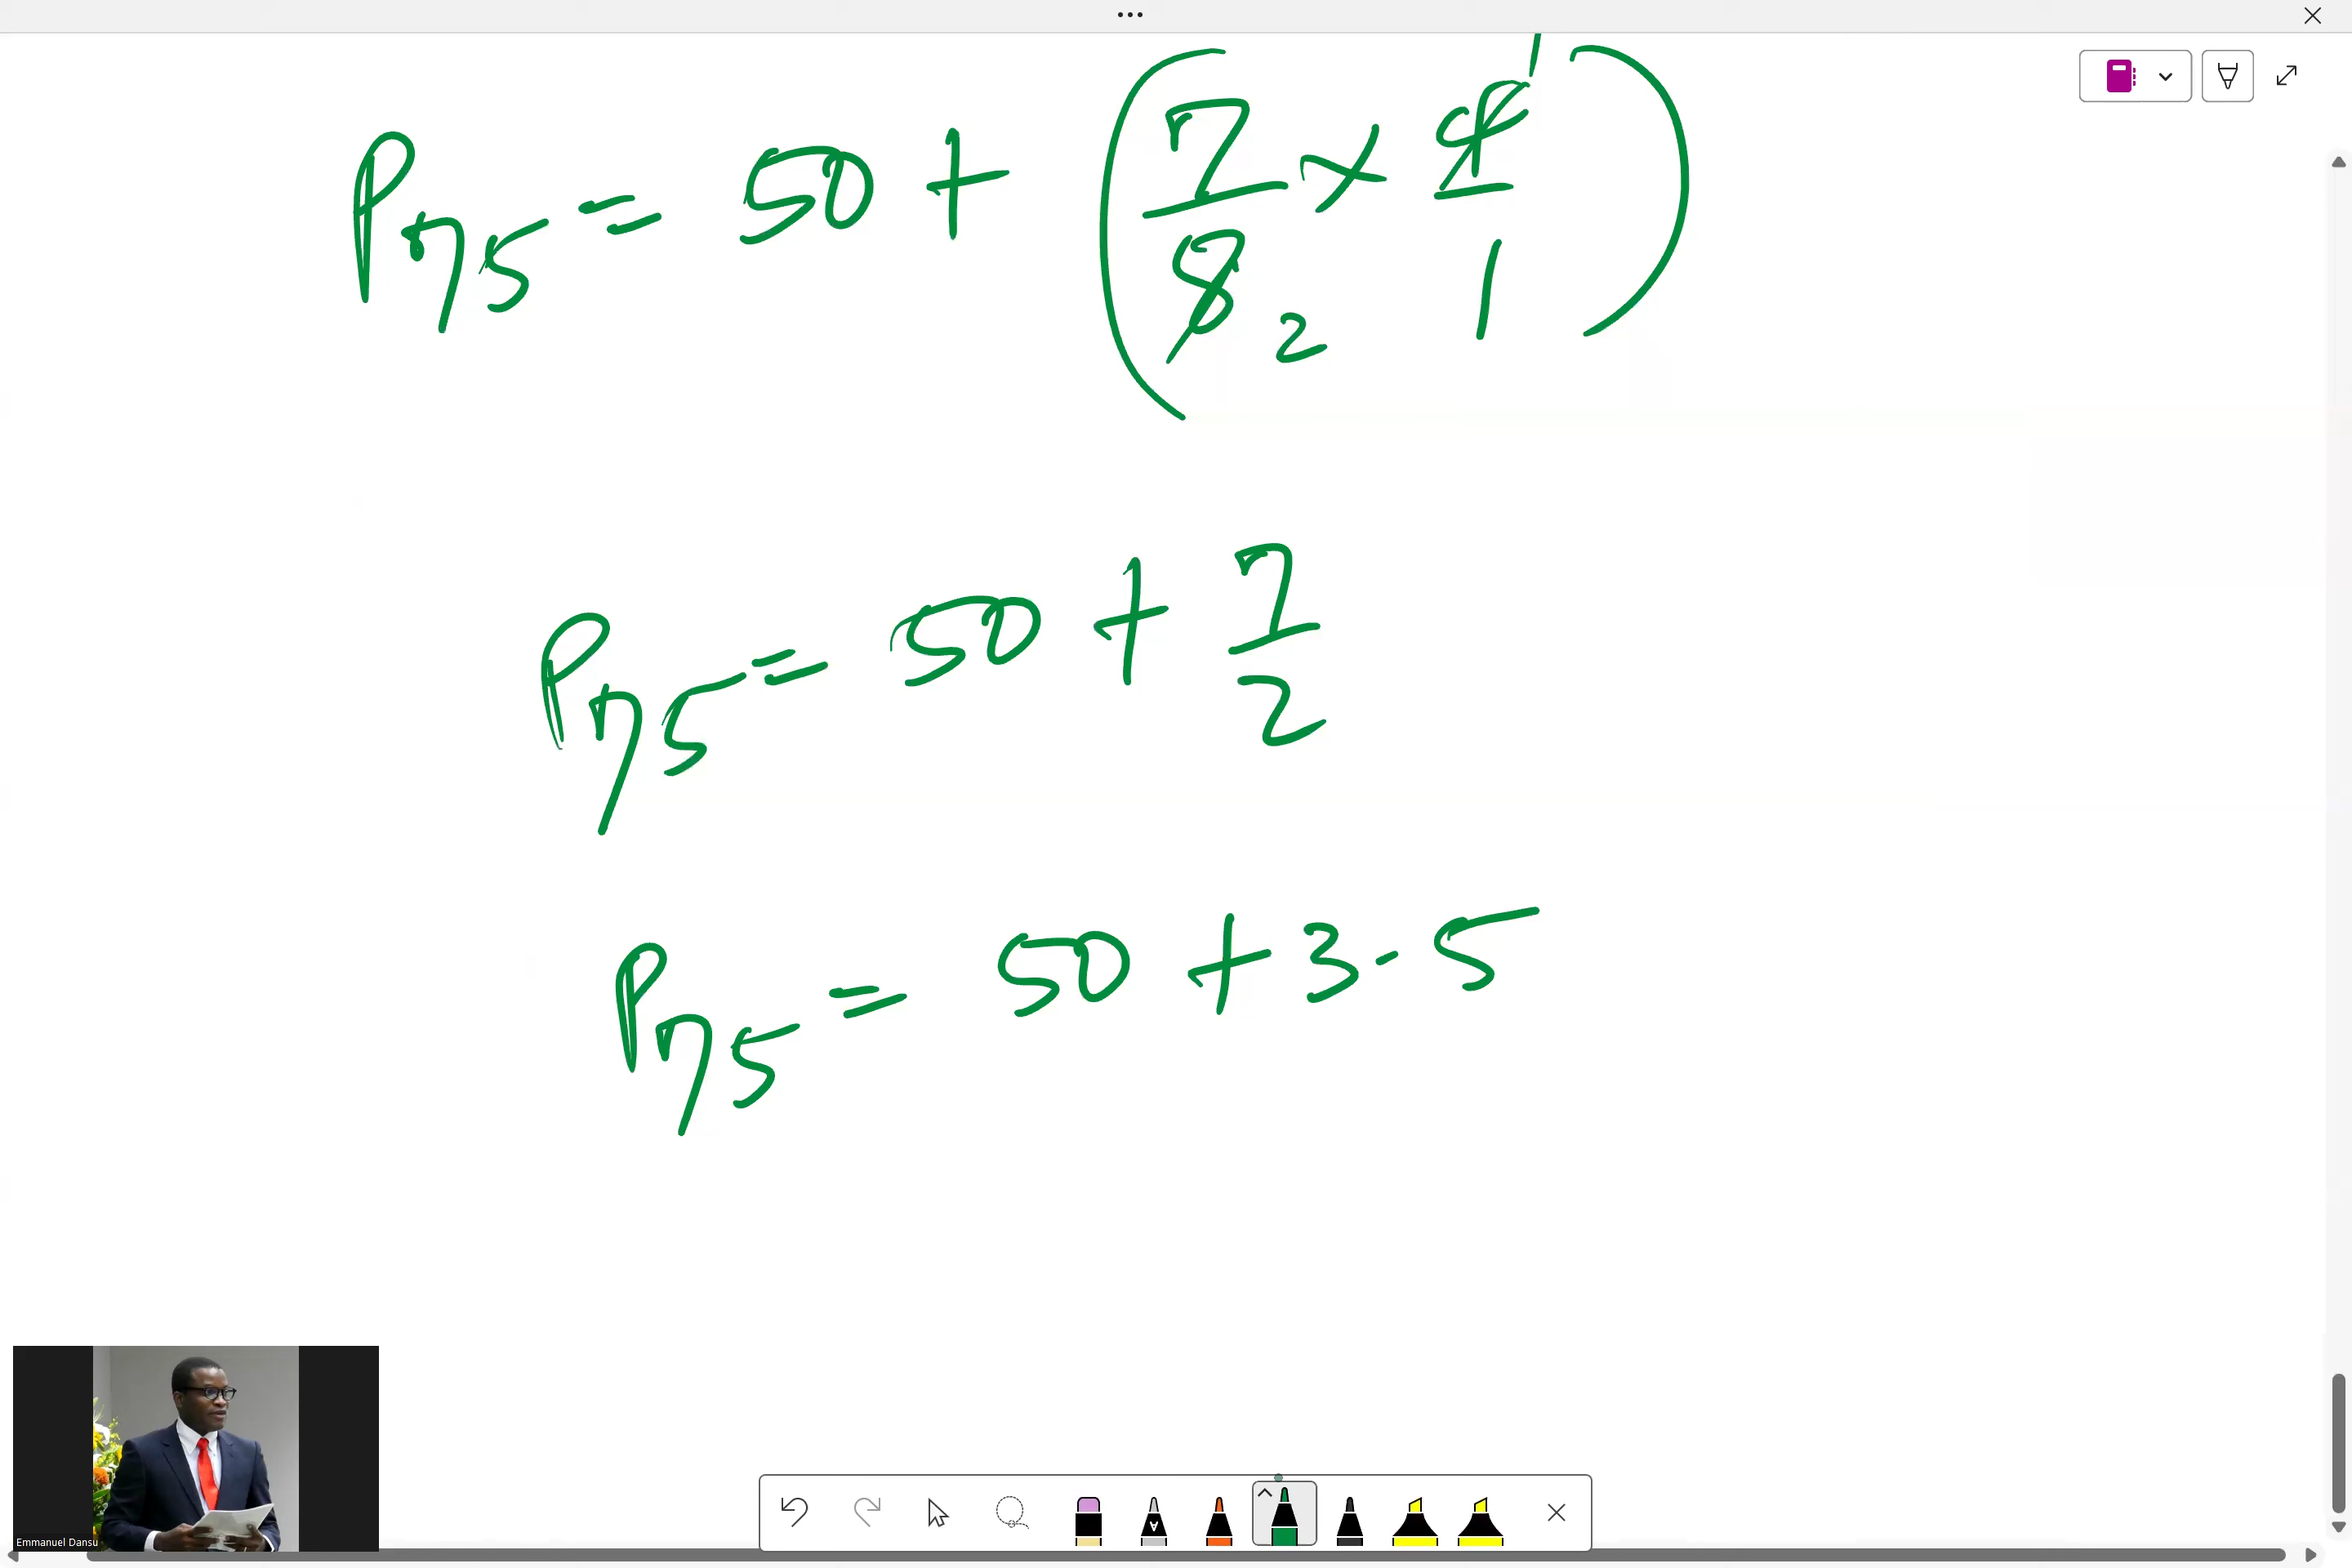 P75 = 50 + (7/8 2 × 4 1/1)
P75 = 50 + 7/2
P75 = 50 + 3.5
Emmanuel Dansu